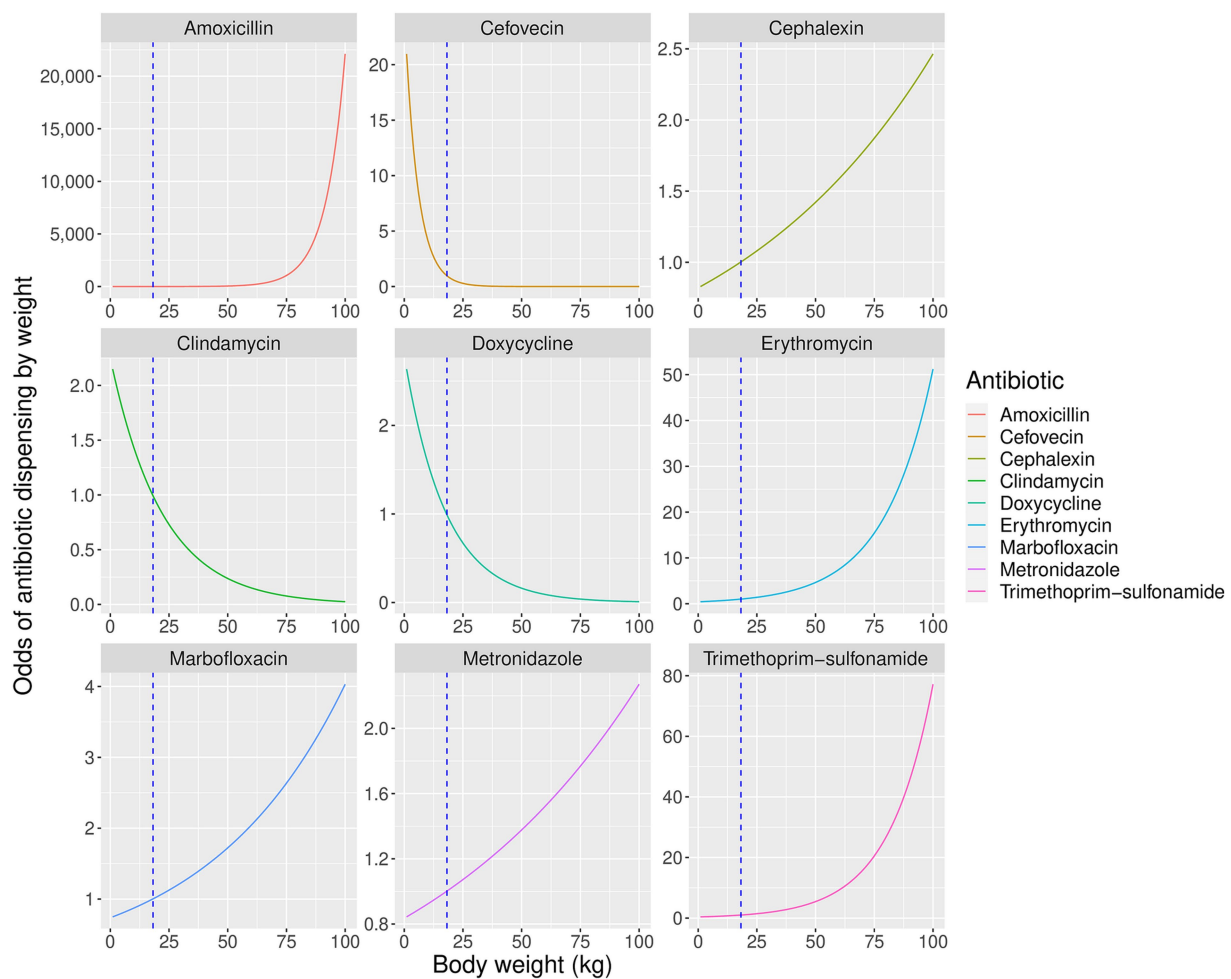 Odds of antibiotic dispensing by weight
Amoxicillin
20,000
15,000
10,000
5,000
0
0 25 50 75 100
Cefovecin
20
15
10
5
0
0 25 50 75 100
Cephalexin
2.5
2.0
1.5
1.0
0 25 50 75 100
Clindamycin
2.0
1.5
1.0
0.5
0.0
0 25 50 75 100
Doxycycline
2
1
0
0 25 50 75 100
Erythromycin
50
40
30
20
10
0
0 25 50 75 100
Marbofloxacin
4
3
2
1
0 25 50 75 100
Metronidazole
2.0
1.6
1.2
0.8
0 25 50 75 100
Trimethoprim−sulfonamide
80
60
40
20
0
0 25 50 75 100
Body weight (kg)
Antibiotic
Amoxicillin
Cefovecin
Cephalexin
Clindamycin
Doxycycline
Erythromycin
Marbofloxacin
Metronidazole
Trimethoprim−sulfonamide